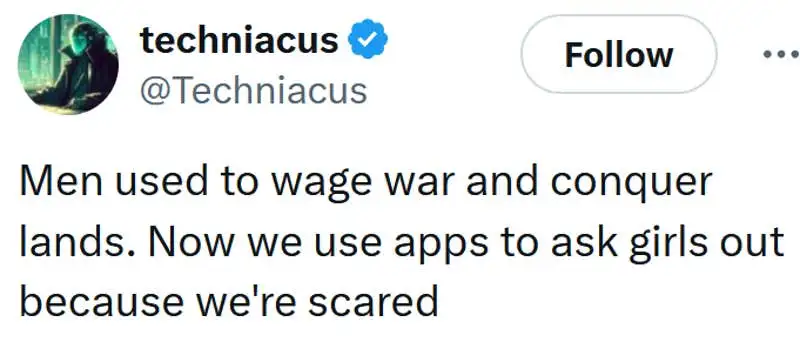 techniacus
@Techniacus
Follow
Men used to wage war and conquer
lands. Now we use apps to ask girls out
because we're scared